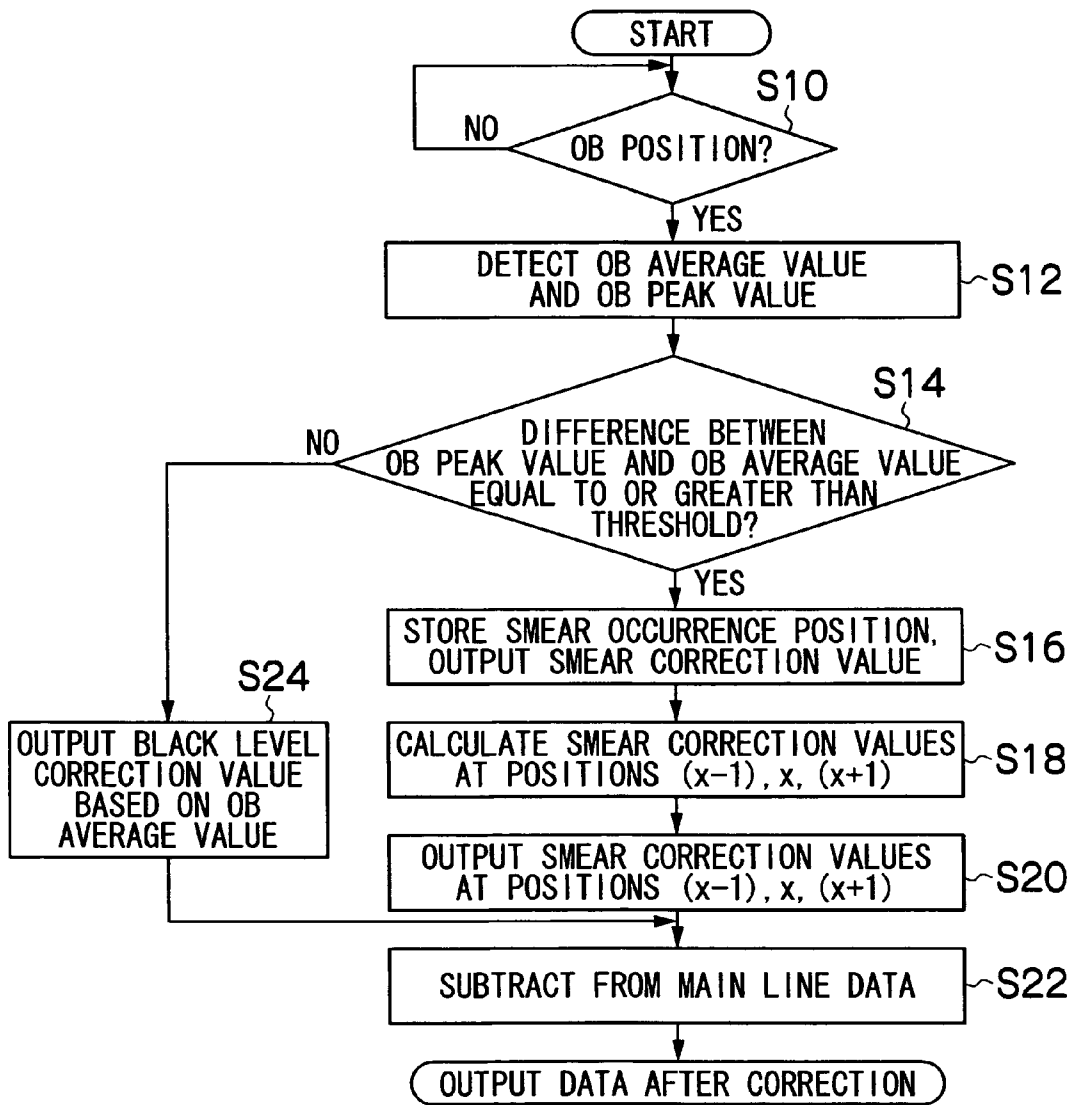 START
S10
NO
OB POSITION?
YES
DETECT OB AVERAGE VALUE
AND OB PEAK VALUE
S12
S14
NO
DIFFERENCE BETWEEN
OB PEAK VALUE AND OB AVERAGE VALUE
EQUAL TO OR GREATER THAN
THRESHOLD?
YES
STORE SMEAR OCCURRENCE POSITION,
OUTPUT SMEAR CORRECTION VALUE
S16
S24
OUTPUT BLACK LEVEL
CORRECTION VALUE
BASED ON OB
AVERAGE VALUE
CALCULATE SMEAR CORRECTION VALUES
AT POSITIONS (x-1), x, (x+1)
S18
OUTPUT SMEAR CORRECTION VALUES
AT POSITIONS (x-1), x, (x+1)
S20
SUBTRACT FROM MAIN LINE DATA
S22
OUTPUT DATA AFTER CORRECTION